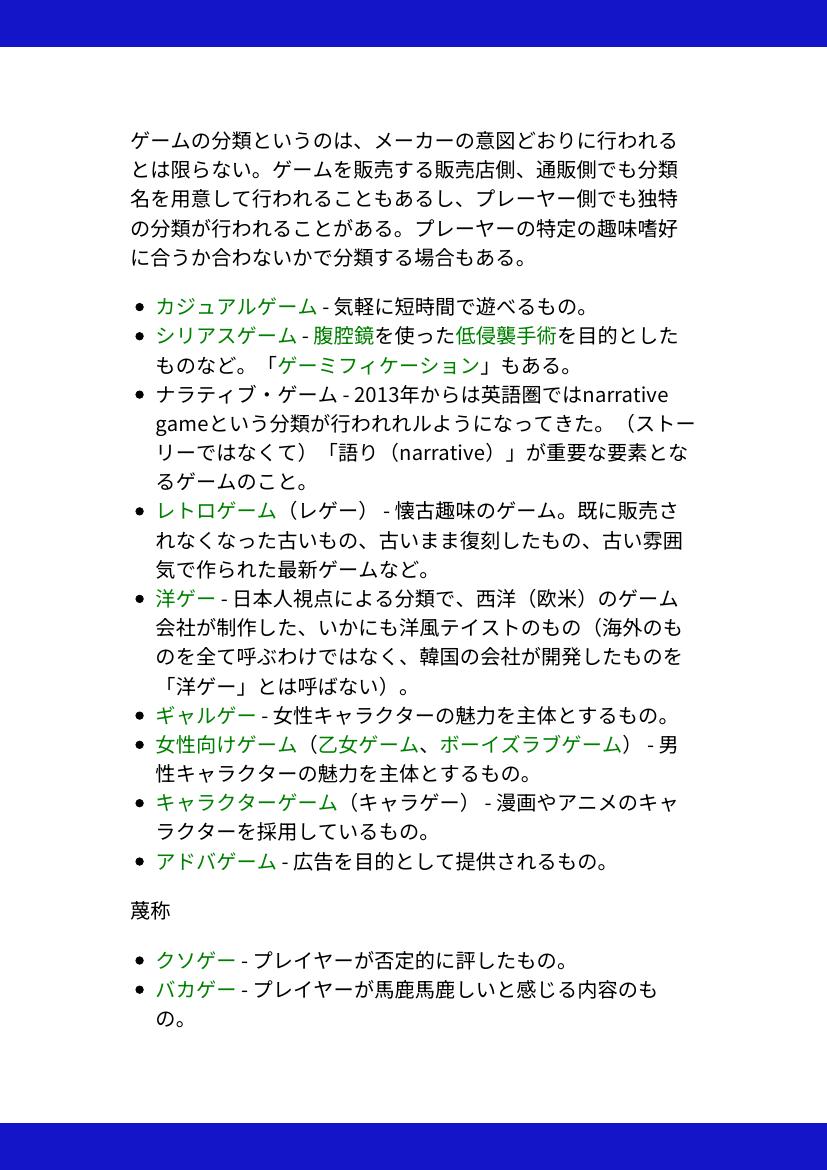 ゲームの分類というのは、メーカーの意図どおりに行われる
とは限らない。ゲームを販売する販売店側、通販側でも分類
名を用意して行われることもあるし、プレーヤー側でも独特
の分類が行われることがある。プレーヤーの特定の趣味嗜好
に合うか合わないかで分類する場合もある。
• カジュアルゲーム - 気軽に短時間で遊べるもの。
• シリアスゲーム - 腹腔鏡を使った低侵襲手術を目的とした
ものなど。「ゲーミフィケーション」もある。
• ナラティブ・ゲーム - 2013年からは英語圏ではnarrative
gameという分類が行われれルようになってきた。（ストー
リーではなくて）「語り（narrative）」が重要な要素とな
るゲームのこと。
• レトロゲーム（レゲー） - 懐古趣味のゲーム。既に販売さ
れなくなった古いもの、古いまま復刻したもの、古い雰囲
気で作られた最新ゲームなど。
• 洋ゲー - 日本人視点による分類で、西洋（欧米）のゲーム
会社が制作した、いかにも洋風テイストのもの（海外のも
のを全て呼ぶわけではなく、韓国の会社が開発したものを
「洋ゲー」とは呼ばない）。
• ギャルゲー - 女性キャラクターの魅力を主体とするもの。
• 女性向けゲーム（乙女ゲーム、ボーイズラブゲーム） - 男
性キャラクターの魅力を主体とするもの。
• キャラクターゲーム（キャラゲー） - 漫画やアニメのキャ
ラクターを採用しているもの。
• アドバゲーム - 広告を目的として提供されるもの。
蔑称
• クソゲー - プレイヤーが否定的に評したもの。
• バカゲー - プレイヤーが馬鹿馬鹿しいと感じる内容のも
の。